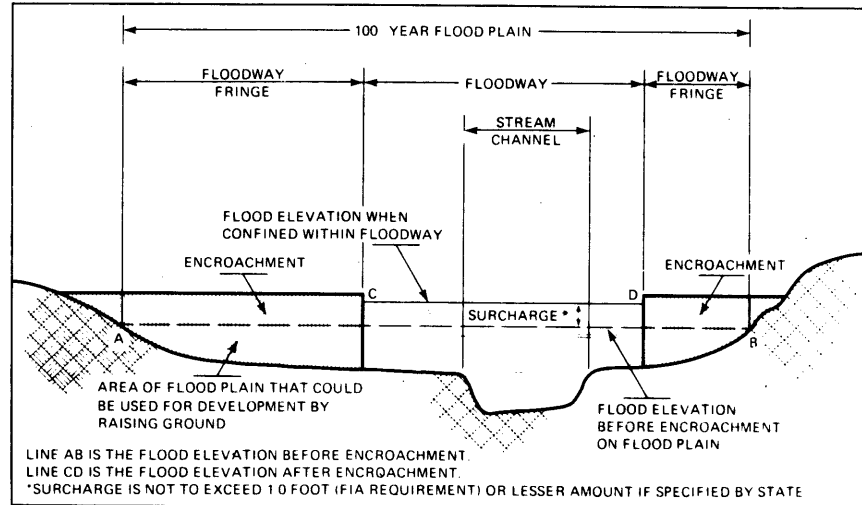 100 YEAR FLOOD PLAIN
FLOODWAY
FRINGE
FLOODWAY
FLOODWAY
FRINGE
STREAM
CHANNEL
FLOOD ELEVATION WHEN
CONFINED WITHIN FLOODWAY
ENCROACHMENT
ENCROACHMENT
C
D
SURCHARGE *
A
B
AREA OF FLOOD PLAIN THAT COULD
BE USED FOR DEVELOPMENT BY
RAISING GROUND
FLOOD ELEVATION
BEFORE ENCROACHMENT
ON FLOOD PLAIN
LINE AB IS THE FLOOD ELEVATION BEFORE ENCROACHMENT.
LINE CD IS THE FLOOD ELEVATION AFTER ENCROACHMENT.
*SURCHARGE IS NOT TO EXCEED 1.0 FOOT (FIA REQUIREMENT) OR LESSER AMOUNT IF SPECIFIED BY STATE